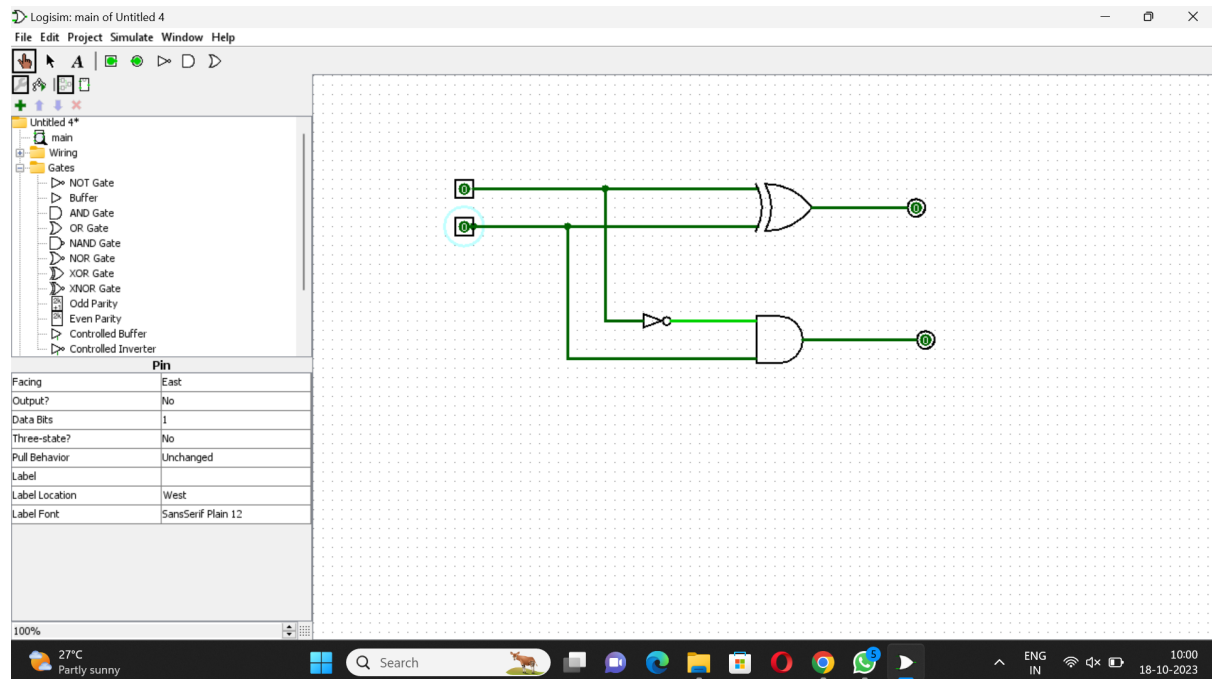 Logisim: main of Untitled 4
File Edit Project Simulate Window Help
A
Untitled 4*
main
Wiring
Gates
NOT Gate
Buffer
AND Gate
OR Gate
NAND Gate
NOR Gate
XOR Gate
XNOR Gate
Odd Parity
Even Parity
Controlled Buffer
Controlled Inverter
Pin
Facing East
Output? No
Data Bits 1
Three-state? No
Pull Behavior Unchanged
Label
Label Location West
Label Font SansSerif Plain 12
100%
0
0
0
0
27°C
Partly sunny
Search
5
ENG
IN
10:00
18-10-2023